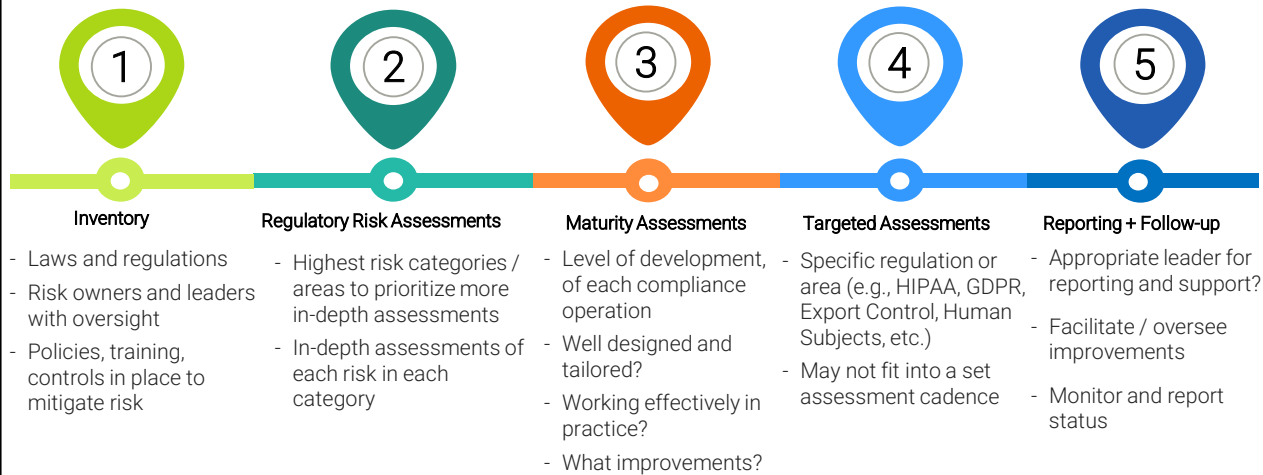 1
Inventory
- Laws and regulations
- Risk owners and leaders
with oversight
- Policies, training,
controls in place to
mitigate risk
2
Regulatory Risk Assessments
- Highest risk categories /
areas to prioritize more
in-depth assessments
- In-depth assessments of
each risk in each
category
3
Maturity Assessments
- Level of development,
of each compliance
operation
- Well designed and
tailored?
- Working effectively in
practice?
- What improvements?
4
Targeted Assessments
- Specific regulation or
area (e.g., HIPAA, GDPR,
Export Control, Human
Subjects, etc.)
- May not fit into a set
assessment cadence
5
Reporting + Follow-up
- Appropriate leader for
reporting and support?
- Facilitate / oversee
improvements
- Monitor and report
status